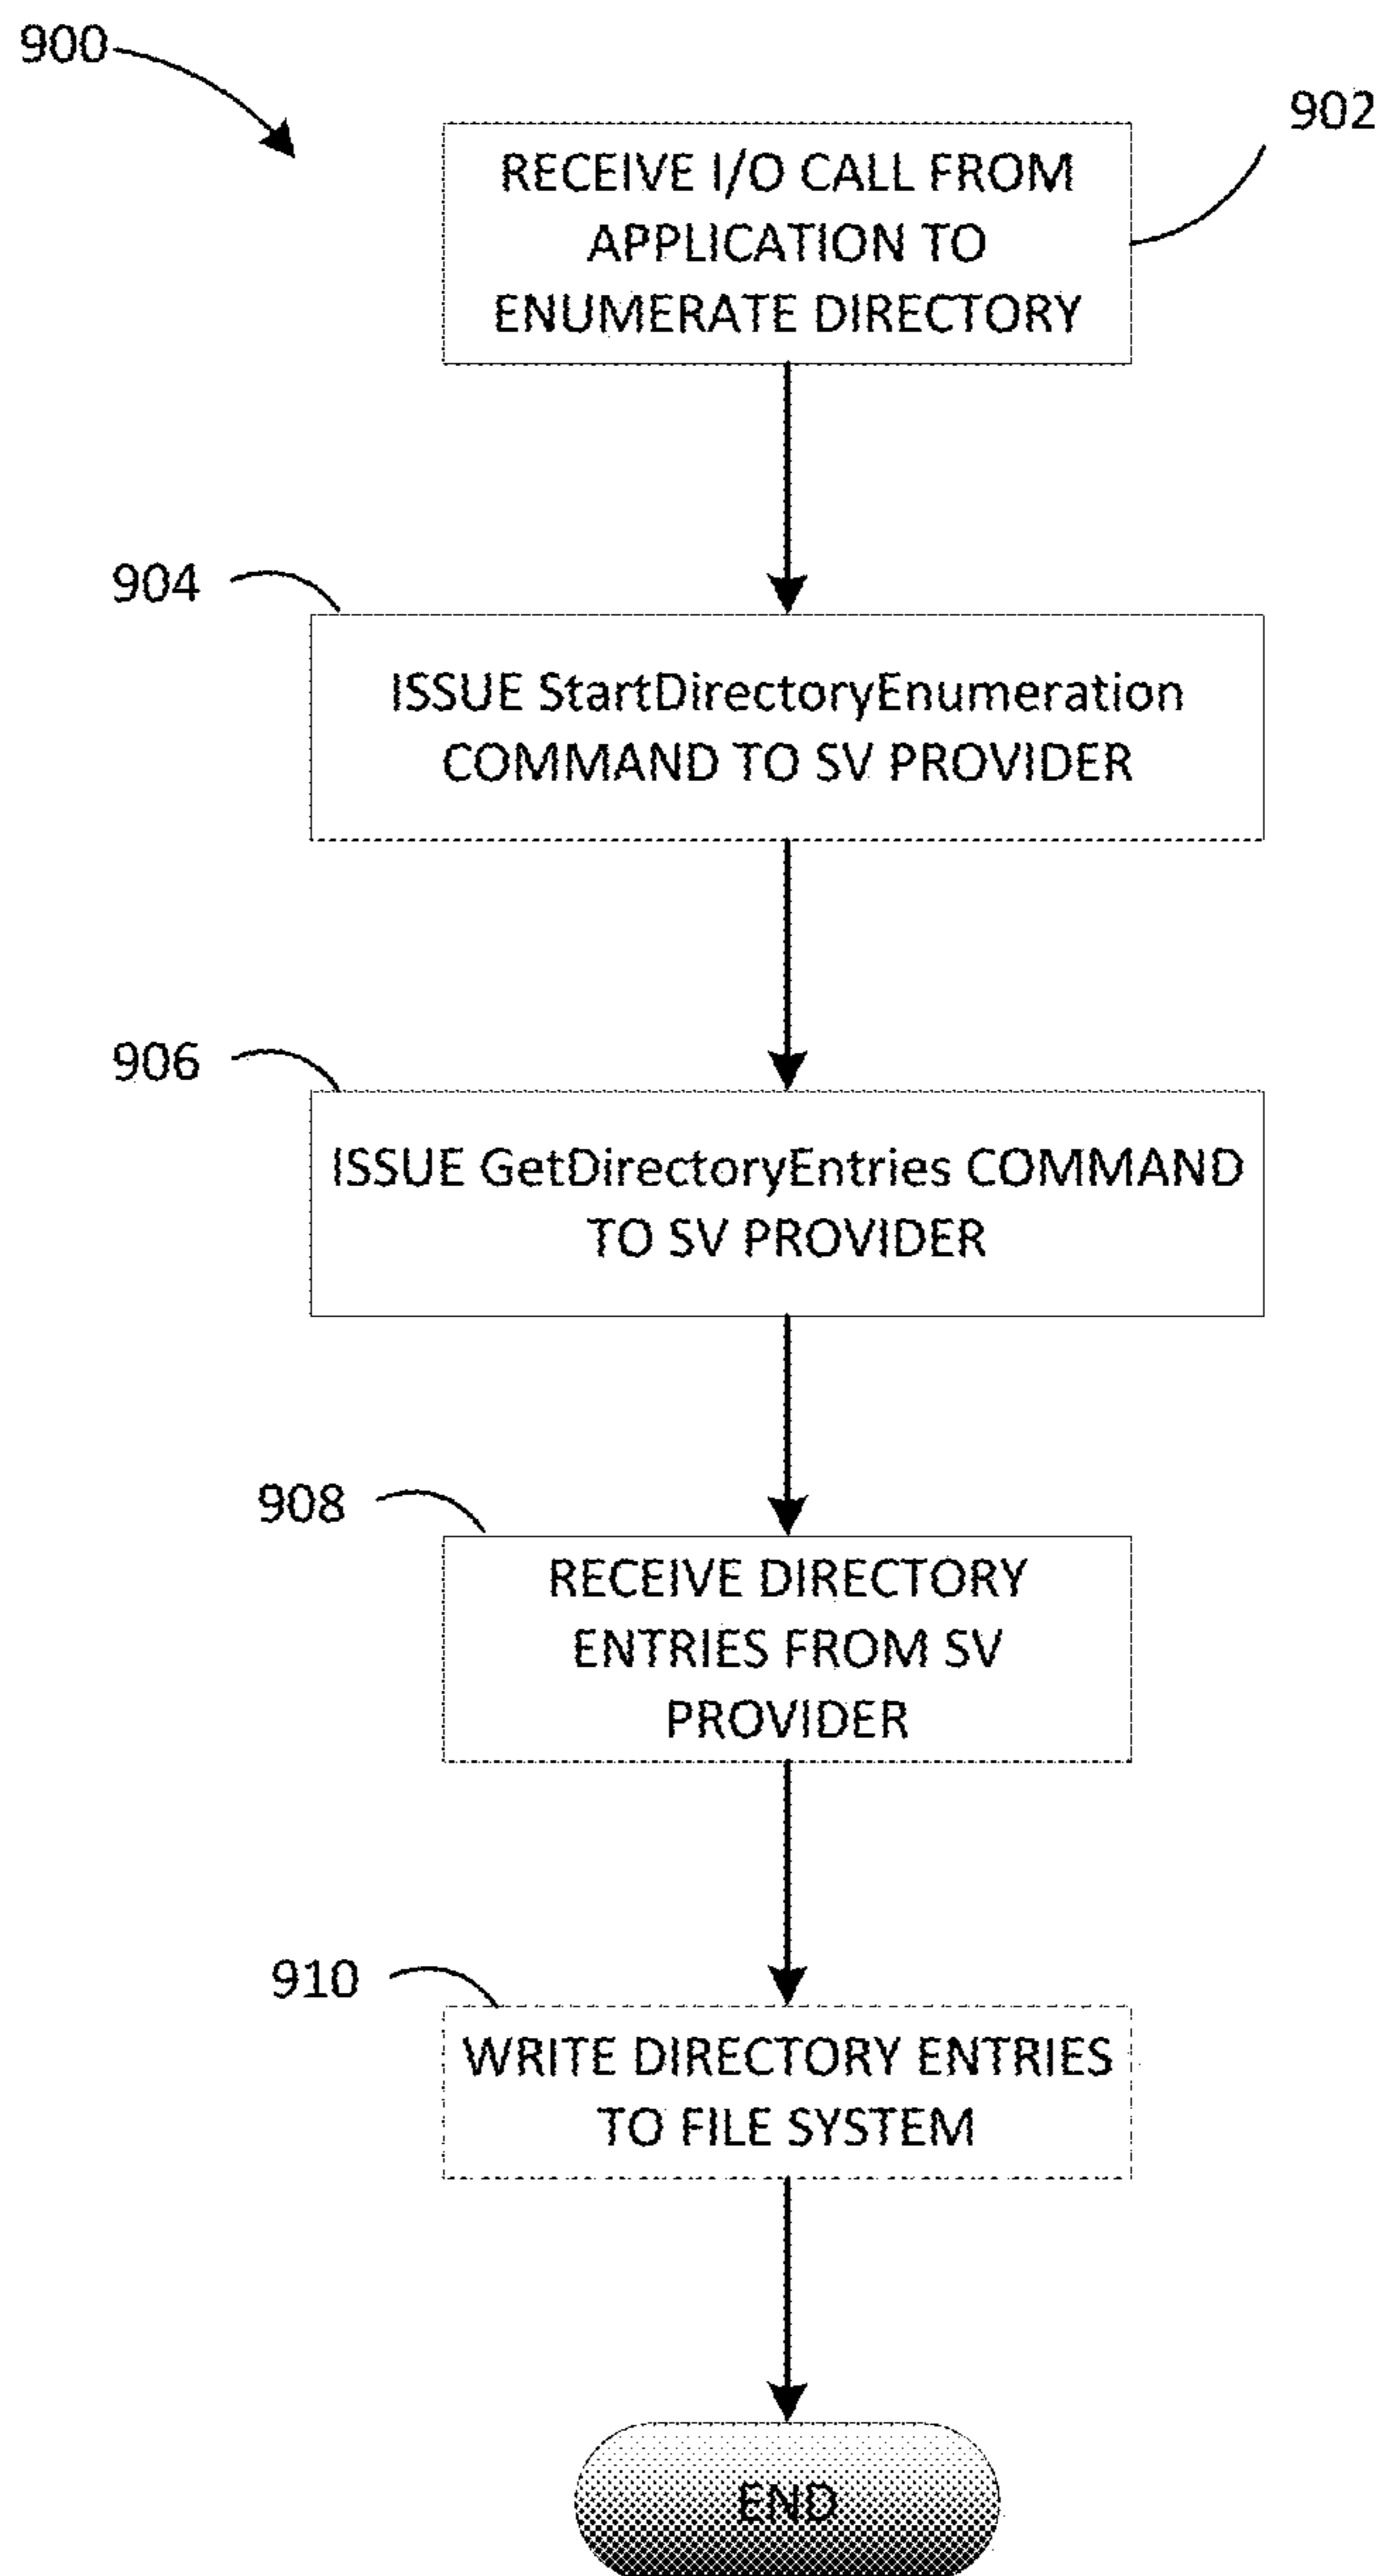 900
902
RECEIVE I/O CALL FROM
APPLICATION TO
ENUMERATE DIRECTORY
904
ISSUE StartDirectoryEnumeration
COMMAND TO SV PROVIDER
906
ISSUE GetDirectoryEntries COMMAND
TO SV PROVIDER
908
RECEIVE DIRECTORY
ENTRIES FROM SV
PROVIDER
910
WRITE DIRECTORY ENTRIES
TO FILE SYSTEM
END